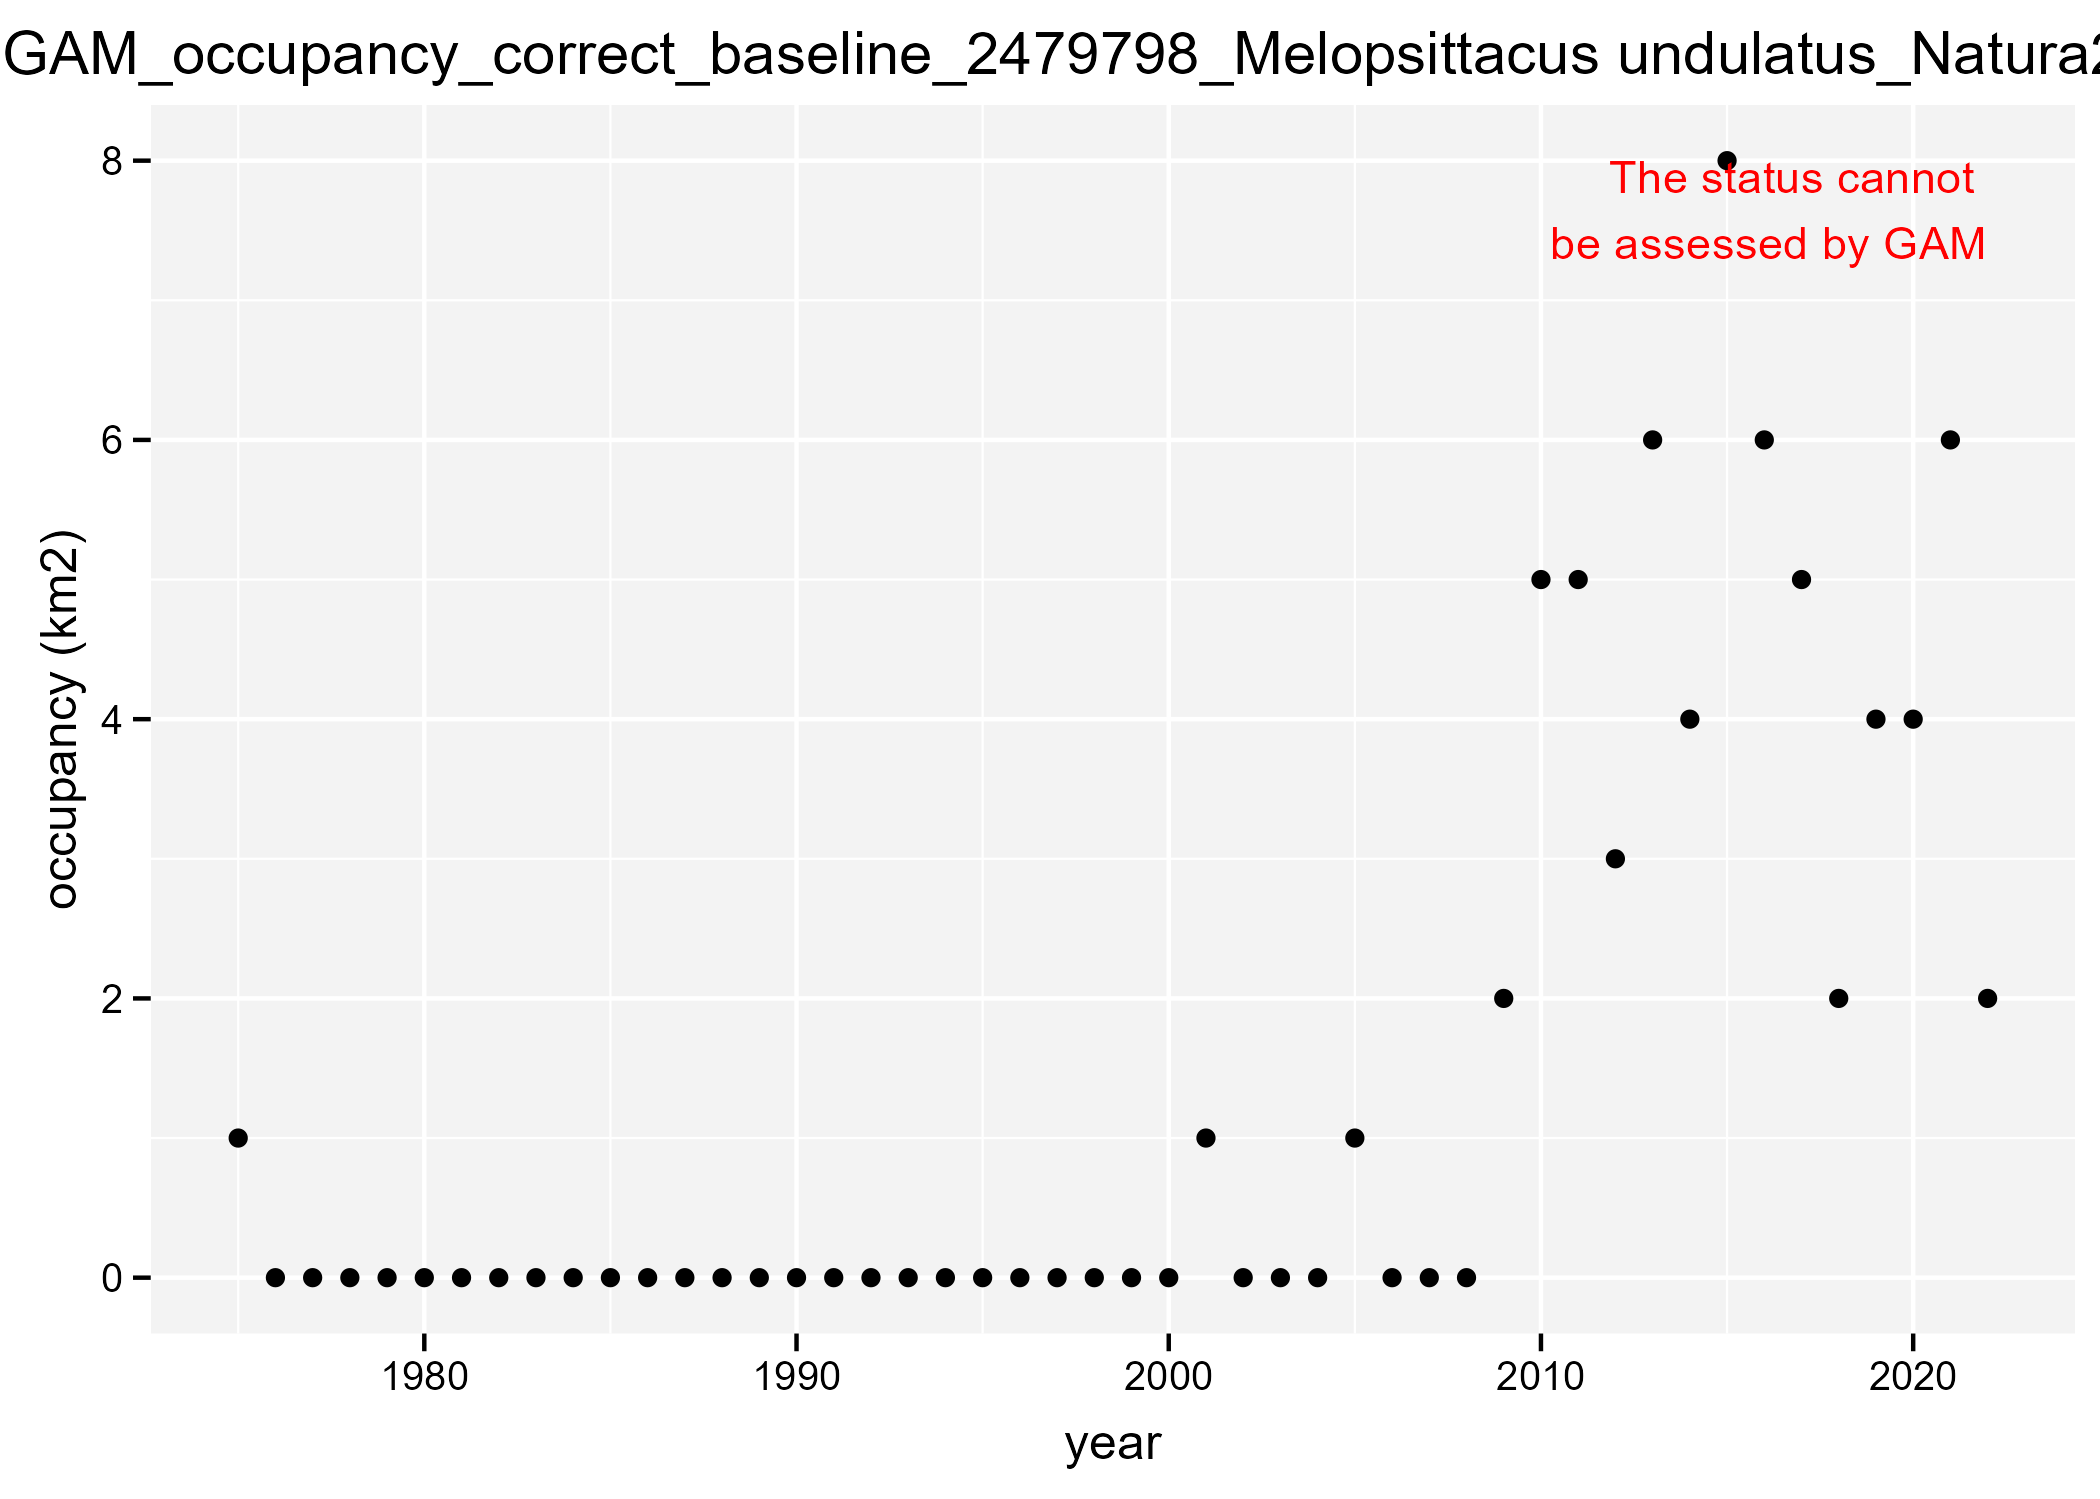 GAM_occupancy_correct_baseline_2479798_Melopsittacus undulatus_Natura2
8
The status cannot
be assessed by GAM
6
occupancy (km2)
4
2
0
1980 1990 2000 2010 2020
year